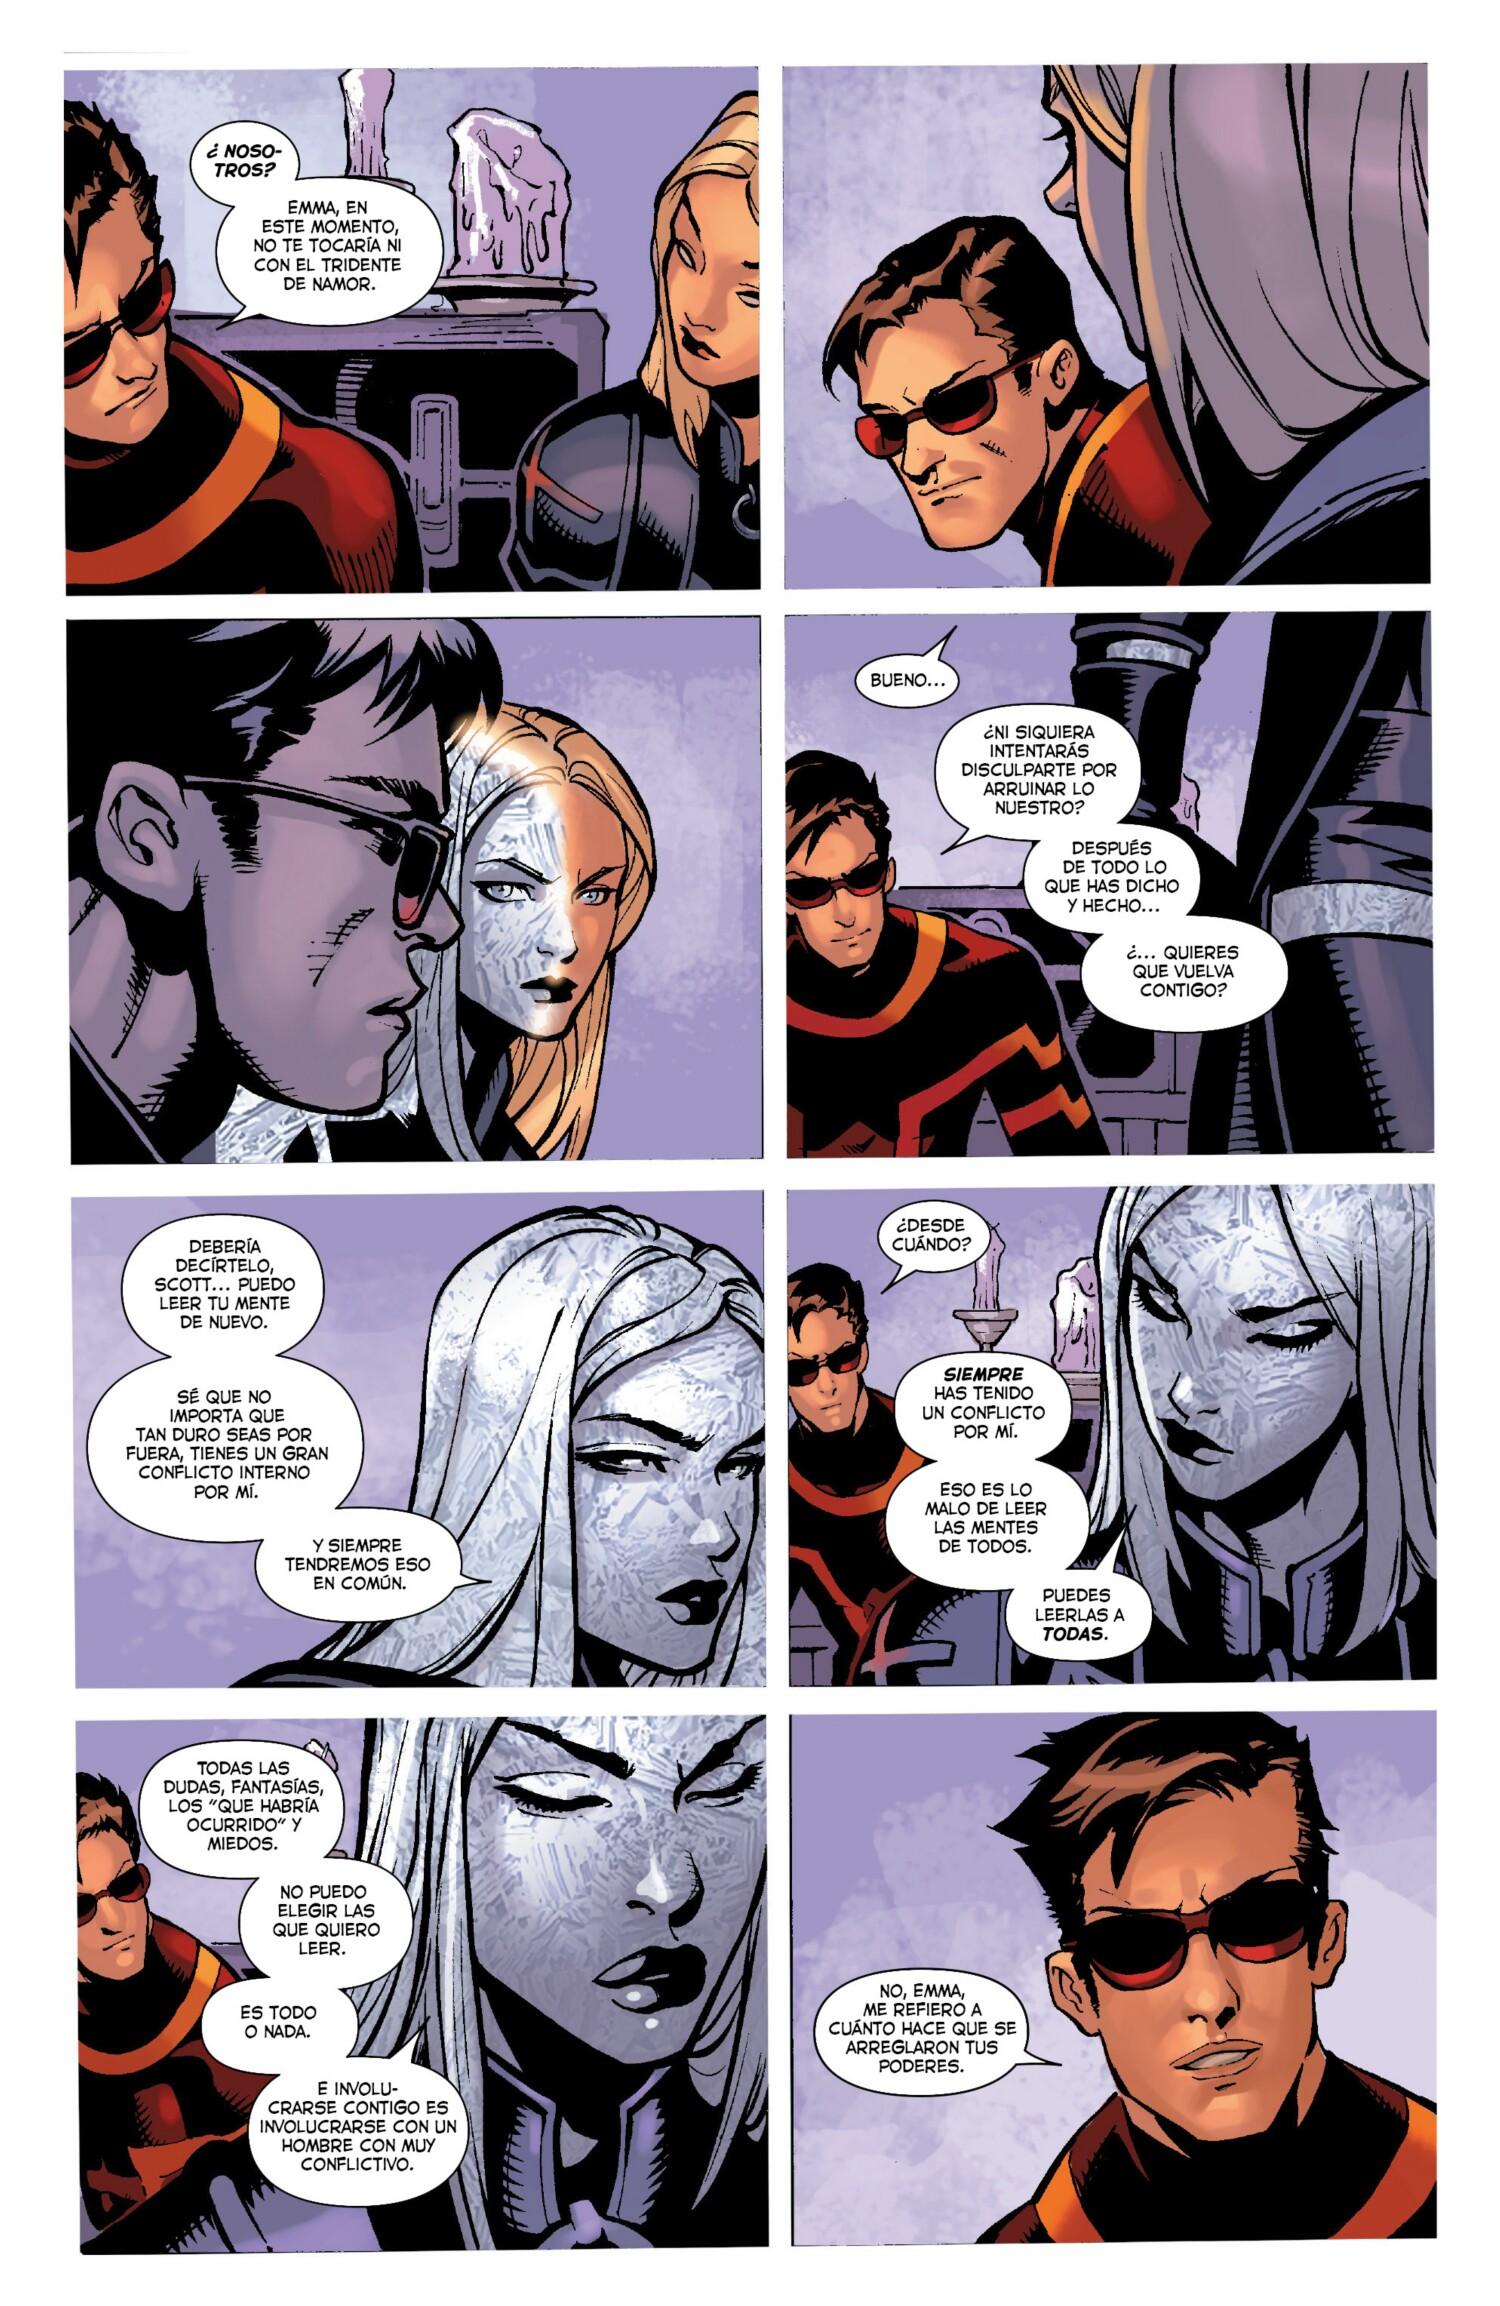 ¿NOSO-
TROS?
EMMA, EN
ESTE MOMENTO,
NO TE TOCARÍA NI
CON EL TRIDENTE
DE NAMOR.
BUENO...
¿NI SIQUIERA
INTENTARÁS
DISCULPARTE POR
ARRUINAR LO
NUESTRO?
DESPUÉS
DE TODO LO
QUE HAS DICHO
Y HECHO...
¿... QUIERES
QUE VUELVA
CONTIGO?
DEBERÍA
DECÍRTELO,
SCOTT... PUEDO
LEER TU MENTE
DE NUEVO.
SÉ QUE NO
IMPORTA QUE
TAN DURO SEAS POR
FUERA, TIENES UN GRAN
CONFLICTO INTERNO
POR MÍ.
Y SIEMPRE
TENDREMOS ESO
EN COMÚN.
¿DESDE
CUÁNDO?
SIEMPRE
HAS TENIDO
UN CONFLICTO
POR MÍ.
ESO ES LO
MALO DE LEER
LAS MENTES
DE TODOS.
PUEDES
LEERLAS A
TODAS.
TODAS LAS
DUDAS, FANTASÍAS,
LOS "QUE HABRÍA
OCURRIDO" Y
MIEDOS.
NO PUEDO
ELEGIR LAS
QUE QUIERO
LEER.
ES TODO
O NADA.
E INVOLU-
CRARSE CONTIGO ES
INVOLUCRARSE CON UN
HOMBRE CON MUY
CONFLICTIVO.
NO, EMMA,
ME REFIERO A
CUÁNTO HACE QUE SE
ARREGLARON TUS
PODERES.